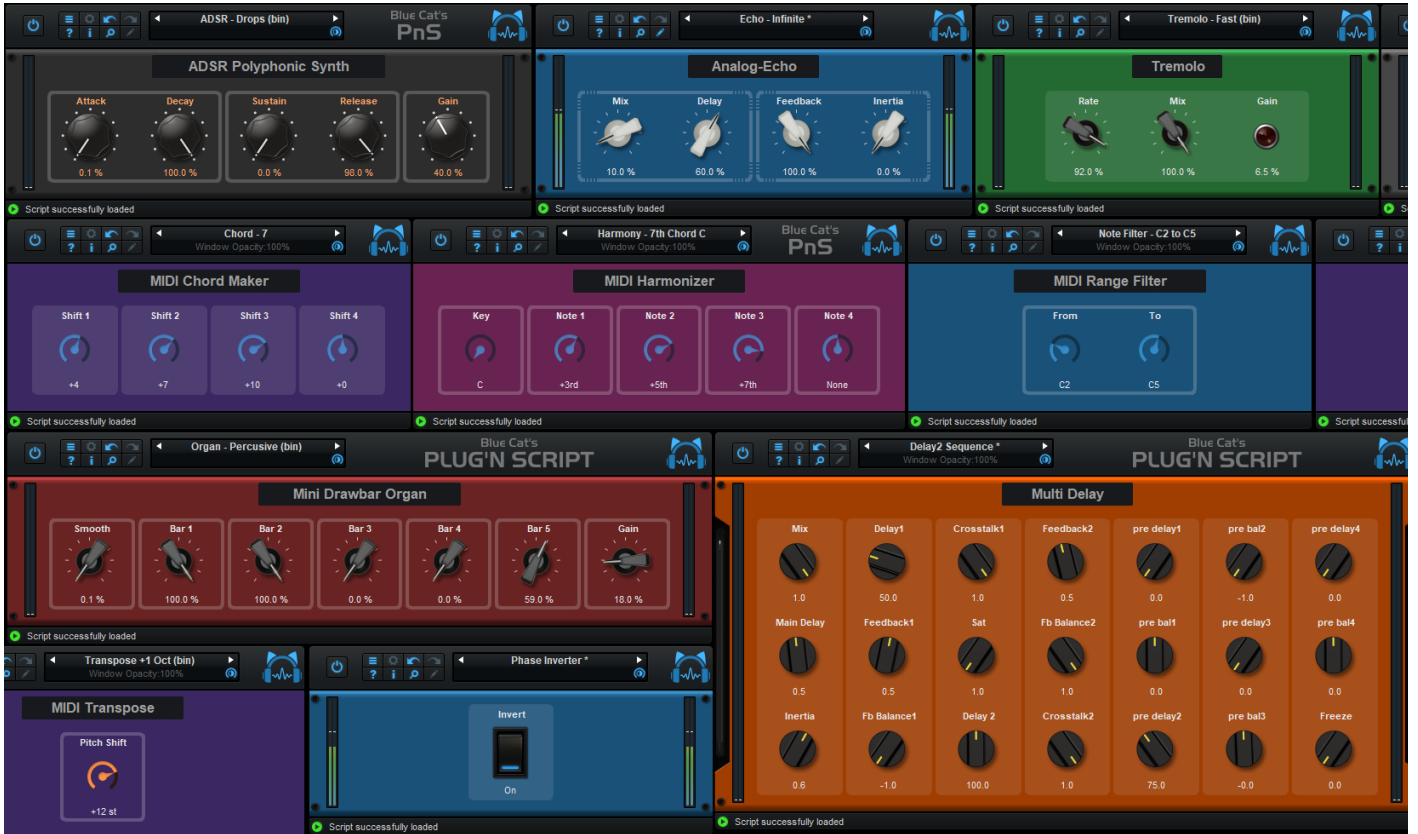 ADSR - Drops (bin)
Blue Cat's
PnS
ADSR Polyphonic Synth
Attack Decay Sustain Release Gain
0.1 % 100.0 % 0.0 % 98.0 % 40.0 %
Script successfully loaded
Echo - Infinite *
Analog-Echo
Mix Delay Feedback Inertia
10.0 % 60.0 % 100.0 % 0.0 %
Script successfully loaded
Tremolo - Fast (bin)
Tremolo
Rate Mix Gain
92.0 % 100.0 % 6.5 %
Script successfully loaded
Chord - 7
Window Opacity:100%
MIDI Chord Maker
Shift 1 Shift 2 Shift 3 Shift 4
+4 +7 +10 +0
Script successfully loaded
Harmony - 7th Chord C
Window Opacity:100%
Blue Cat's
PnS
MIDI Harmonizer
Key Note 1 Note 2 Note 3 Note 4
C +3rd +5th +7th None
Script successfully loaded
Note Filter - C2 to C5
Window Opacity:100%
MIDI Range Filter
From To
C2 C5
Script successfully loaded
Script successful
Organ - Percusive (bin)
Blue Cat's
PLUG'N SCRIPT
Mini Drawbar Organ
Smooth Bar 1 Bar 2 Bar 3 Bar 4 Bar 5 Gain
0.1 % 100.0 % 100.0 % 0.0 % 0.0 % 59.0 % 18.0 %
Script successfully loaded
Delay2 Sequence *
Window Opacity:100%
Blue Cat's
PLUG'N SCRIPT
Multi Delay
Mix Delay1 Crosstalk1 Feedback2 pre delay1 pre bal2 pre delay4
1.0 50.0 1.0 0.5 0.0 -1.0 0.0
Main Delay Feedback1 Sat Fb Balance2 pre bal1 pre delay3 pre bal4
0.5 0.5 1.0 1.0 0.0 0.0 0.0
Inertia Fb Balance1 Delay 2 Crosstalk2 pre delay2 pre bal3 Freeze
0.6 -1.0 100.0 1.0 75.0 -0.0 0.0
Script successfully loaded
Transpose +1 Oct (bin)
Window Opacity:100%
MIDI Transpose
Pitch Shift
+12 st
Phase Inverter *
Invert
On
Script successfully loaded